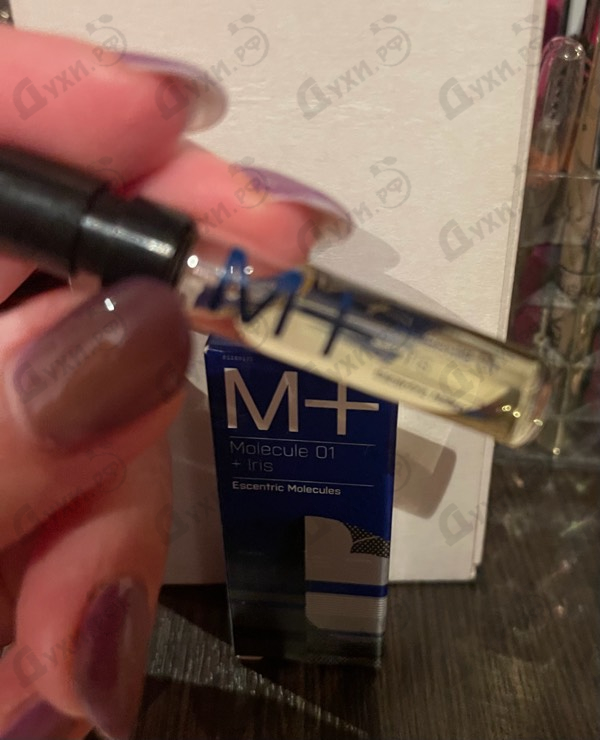 M+
M+
Molecule 01
+ Iris
Escentric Molecules
Духи.РФ